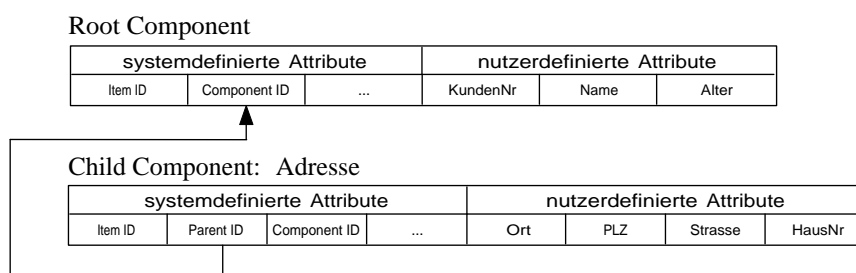 Root Component
systemdefinierte Attribute nutzerdefinierte Attribute
Item ID Component ID ... KundenNr Name Alter
Child Component: Adresse
systemdefinierte Attribute nutzerdefinierte Attribute
Item ID Parent ID Component ID ... Ort PLZ Strasse HausNr